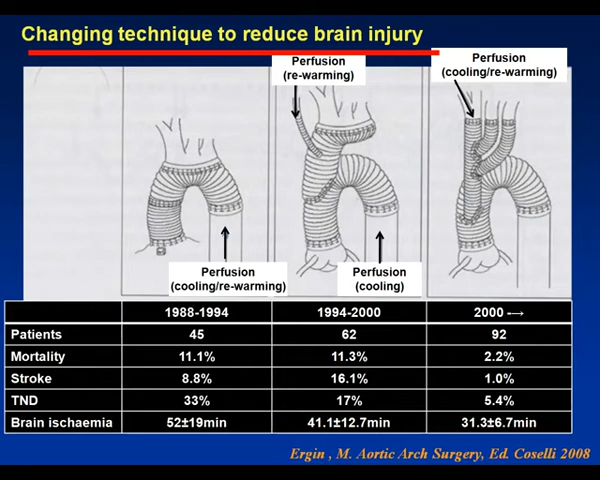 Changing technique to reduce brain injury
Perfusion
(re-warming)
Perfusion
(cooling/re-warming)
Perfusion
(cooling/re-warming)
Perfusion
(cooling)
1988-1994 1994-2000 2000 →
Patients 45 62 92
Mortality 11.1% 11.3% 2.2%
Stroke 8.8% 16.1% 1.0%
TND 33% 17% 5.4%
Brain ischaemia 52±19min 41.1±12.7min 31.3±6.7min
Ergin , M. Aortic Arch Surgery, Ed. Coselli 2008